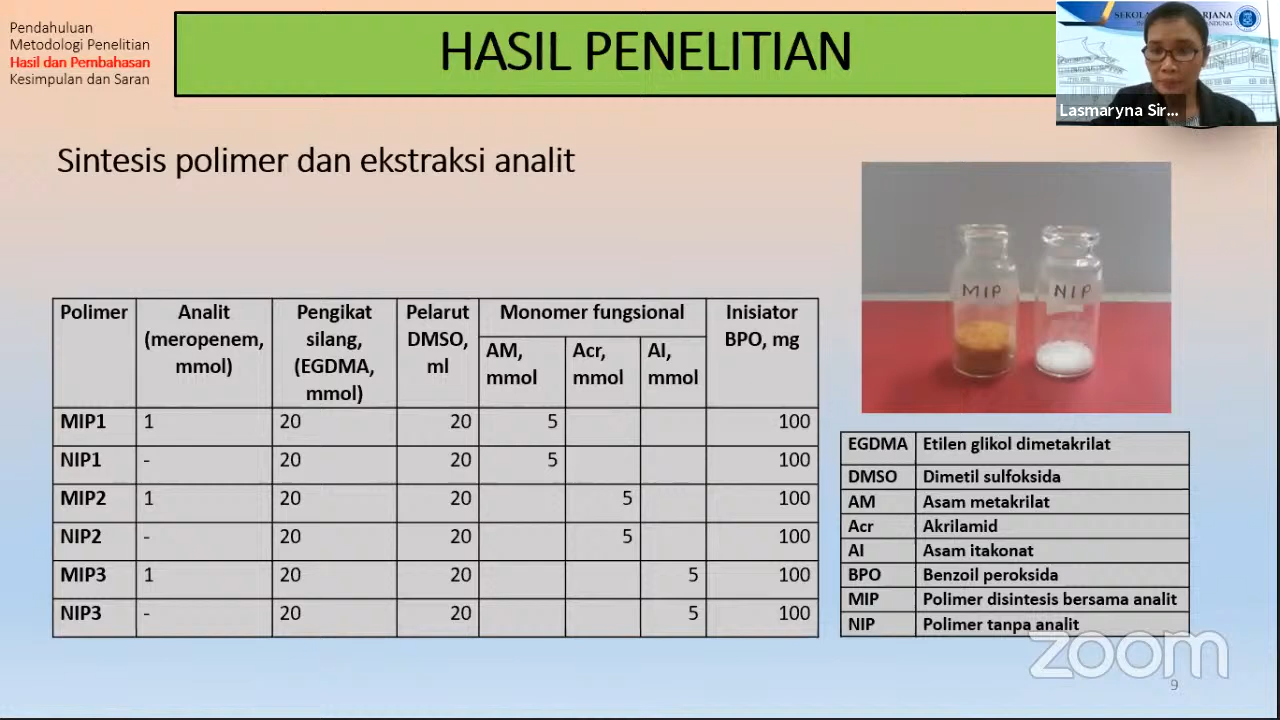 Pendahuluan
Metodologi Penelitian
Hasil dan Pembahasan
Kesimpulan dan Saran
HASIL PENELITIAN
Lasmaryna Sir...
Sintesis polimer dan ekstraksi analit
MIP NIP
Polimer Analit (meropenem, mmol) Pengikat silang, (EGDMA, mmol) Pelarut DMSO, ml Monomer fungsional Inisiator BPO, mg
AM, mmol Acr, mmol AI, mmol
MIP1 1 20 20 5 100
NIP1 - 20 20 5 100
MIP2 1 20 20 5 100
NIP2 - 20 20 5 100
MIP3 1 20 20 5 100
NIP3 - 20 20 5 100
EGDMA Etilen glikol dimetakrilat
DMSO Dimetil sulfoksida
AM Asam metakrilat
Acr Akrilamid
AI Asam itakonat
BPO Benzoil peroksida
MIP Polimer disintesis bersama analit
NIP Polimer tanpa analit
zoom
9